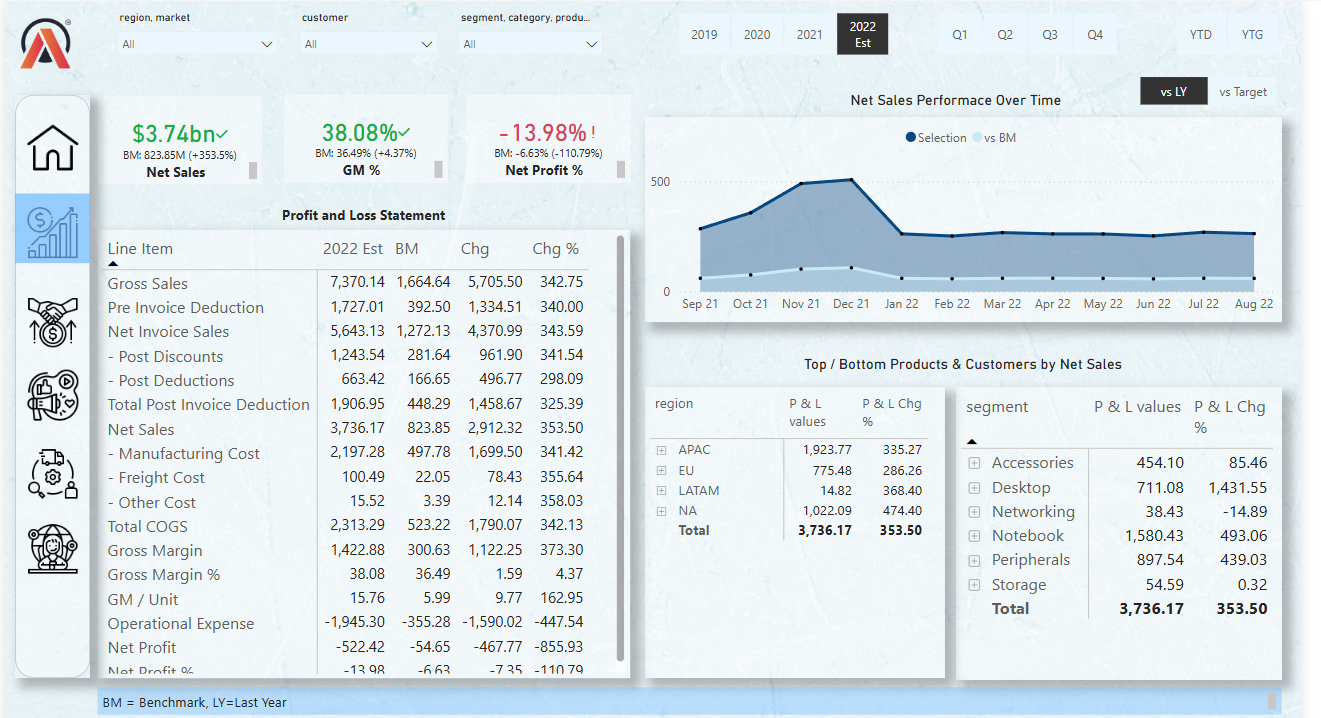 region, market
customer
segment, category, produ...
All
All
All
2019 2020 2021 2022 Est Q1 Q2 Q3 Q4 YTD YTG
vs LY vs Target
$3.74bn
BM: 823.85M (+353.5%)
Net Sales
38.08%
BM: 36.49% (+4.37%)
GM %
-13.98% !
BM: -6.63% (-110.79%)
Net Profit %
Net Sales Performace Over Time
Selection vs BM
500
0
Sep 21 Oct 21 Nov 21 Dec 21 Jan 22 Feb 22 Mar 22 Apr 22 May 22 Jun 22 Jul 22 Aug 22
Profit and Loss Statement
Line Item 2022 Est BM Chg Chg %
Gross Sales 7,370.14 1,664.64 5,705.50 342.75
Pre Invoice Deduction 1,727.01 392.50 1,334.51 340.00
Net Invoice Sales 5,643.13 1,272.13 4,370.99 343.59
- Post Discounts 1,243.54 281.64 961.90 341.54
- Post Deductions 663.42 166.65 496.77 298.09
Total Post Invoice Deduction 1,906.95 448.29 1,458.67 325.39
Net Sales 3,736.17 823.85 2,912.32 353.50
- Manufacturing Cost 2,197.28 497.78 1,699.50 341.42
- Freight Cost 100.49 22.05 78.43 355.64
- Other Cost 15.52 3.39 12.14 358.03
Total COGS 2,313.29 523.22 1,790.07 342.13
Gross Margin 1,422.88 300.63 1,122.25 373.30
Gross Margin % 38.08 36.49 1.59 4.37
GM / Unit 15.76 5.99 9.77 162.95
Operational Expense -1,945.30 -355.28 -1,590.02 -447.54
Net Profit -522.42 -54.65 -467.77 -855.93
Net Profit % -13.98 -6.63 -7.35 -110.79
Top / Bottom Products & Customers by Net Sales
region P & L values P & L Chg %
APAC 1,923.77 335.27
EU 775.48 286.26
LATAM 14.82 368.40
NA 1,022.09 474.40
Total 3,736.17 353.50
segment P & L values P & L Chg %
Accessories 454.10 85.46
Desktop 711.08 1,431.55
Networking 38.43 -14.89
Notebook 1,580.43 493.06
Peripherals 897.54 439.03
Storage 54.59 0.32
Total 3,736.17 353.50
BM = Benchmark, LY=Last Year